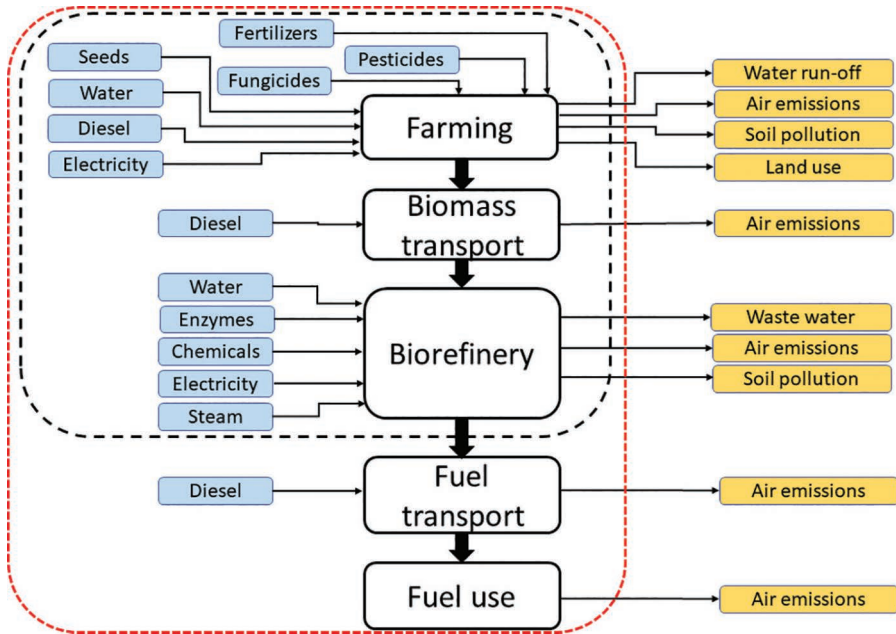 Fertilizers
Seeds
Pesticides
Fungicides
Water
Diesel
Electricity
Farming
Water run-off
Air emissions
Soil pollution
Land use
Diesel
Biomass
transport
Air emissions
Water
Enzymes
Chemicals
Electricity
Steam
Biorefinery
Waste water
Air emissions
Soil pollution
Diesel
Fuel
transport
Air emissions
Fuel use
Air emissions